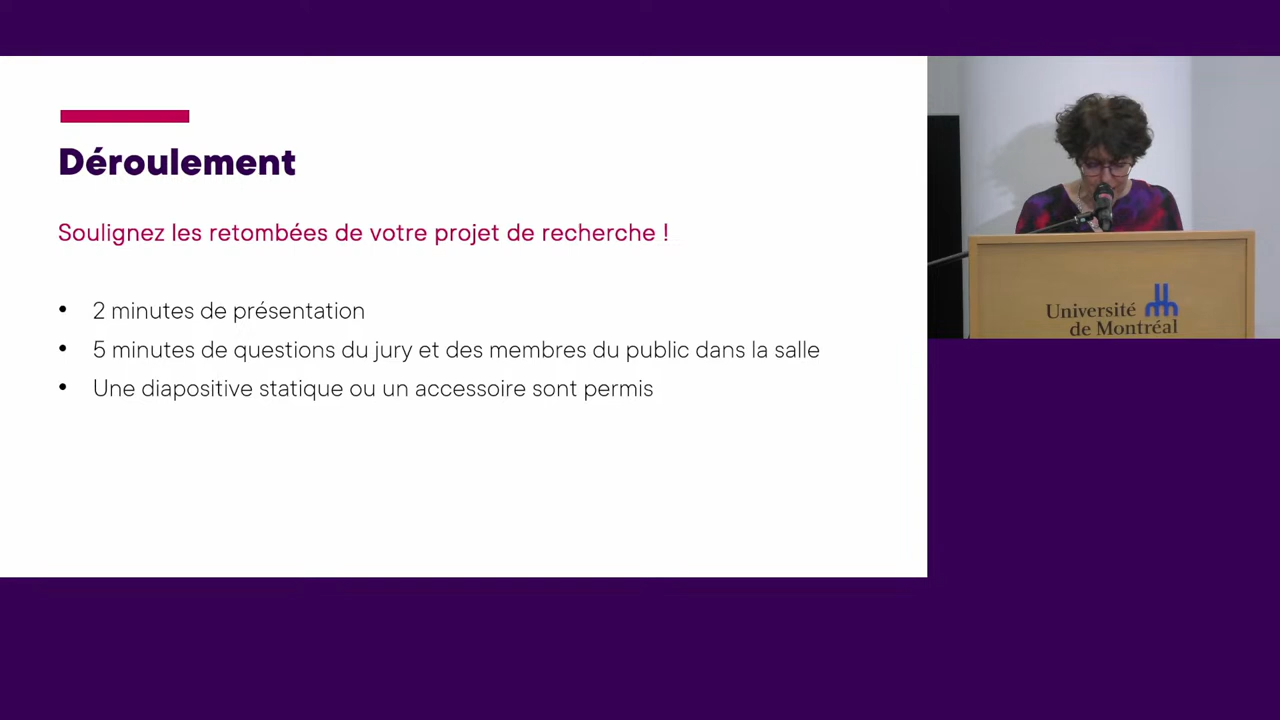 Déroulement
Soulignez les retombées de votre projet de recherche !
• 2 minutes de présentation
• 5 minutes de questions du jury et des membres du public dans la salle
• Une diapositive statique ou un accessoire sont permis
Université
de Montréal